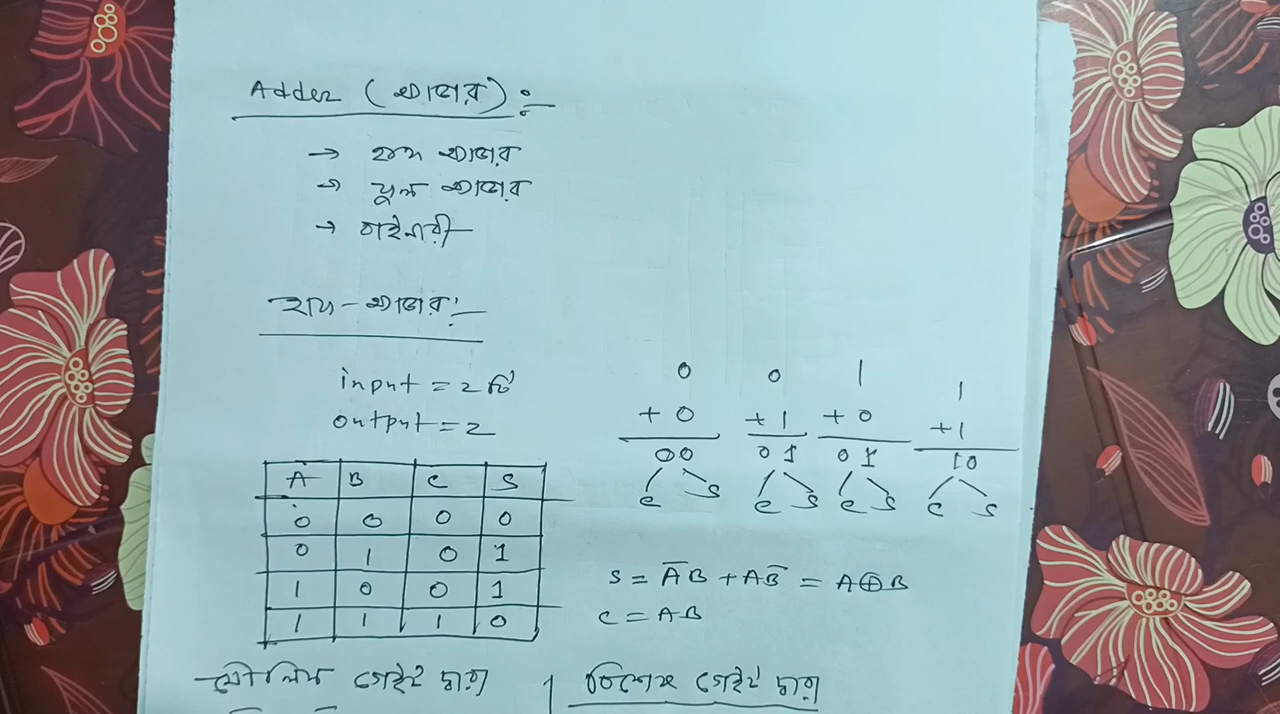 Adder (অ্যাডার) :
→ হাফ অ্যাডার
→ ফুল অ্যাডার
→ বাইনারী
হাফ-অ্যাডার:
input = 2 টি
output = 2
A B C S
0 0 0 0
0 1 0 1
1 0 0 1
1 1 1 0
0 0 1 1
+ 0 + 1 + 0 + 1
00 01 01 10
C S C S C S C S
S = A̅B + AB̅ = A⊕B
C = AB
মৌলিক গেইট দ্বারা
বিশেষ গেইট দ্বারা